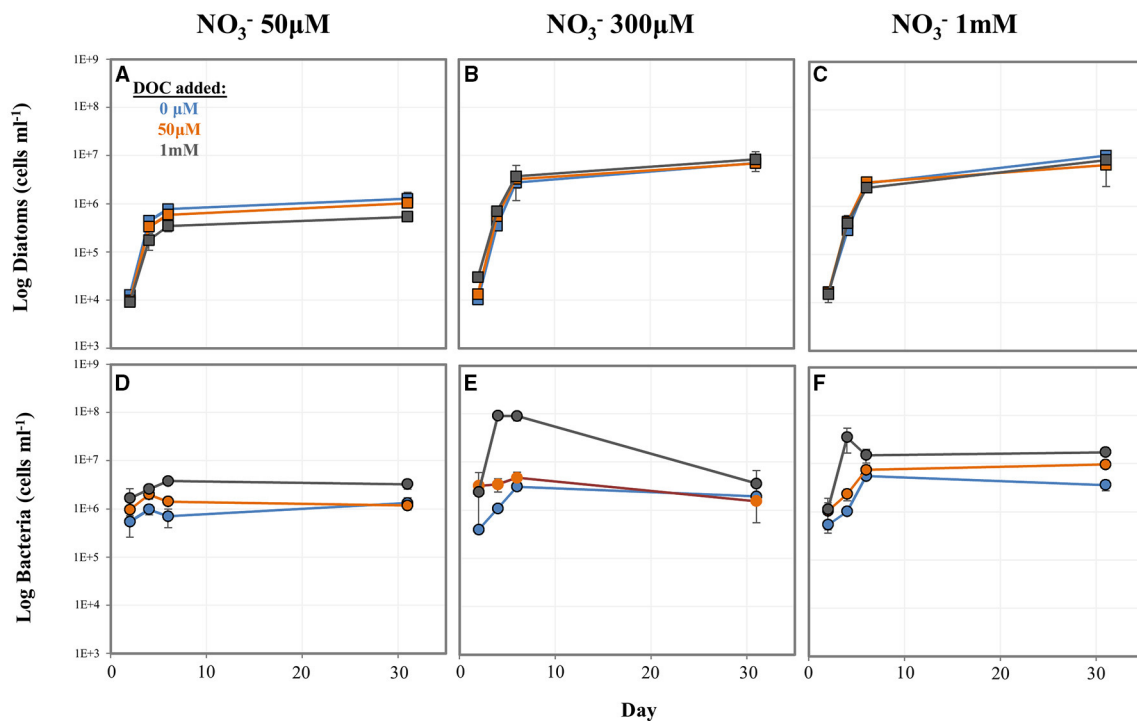 NO₃⁻ 50µM NO₃⁻ 300µM NO₃⁻ 1mM
Log Diatoms (cells ml⁻¹)
1E+9
1E+8
1E+7
1E+6
1E+5
1E+4
1E+3
A
DOC added:
0 µM
50µM
1mM
B
C
Log Bacteria (cells ml⁻¹)
1E+9
1E+8
1E+7
1E+6
1E+5
1E+4
1E+3
D
E
F
0 10 20 30 0 10 20 30 0 10 20 30
Day